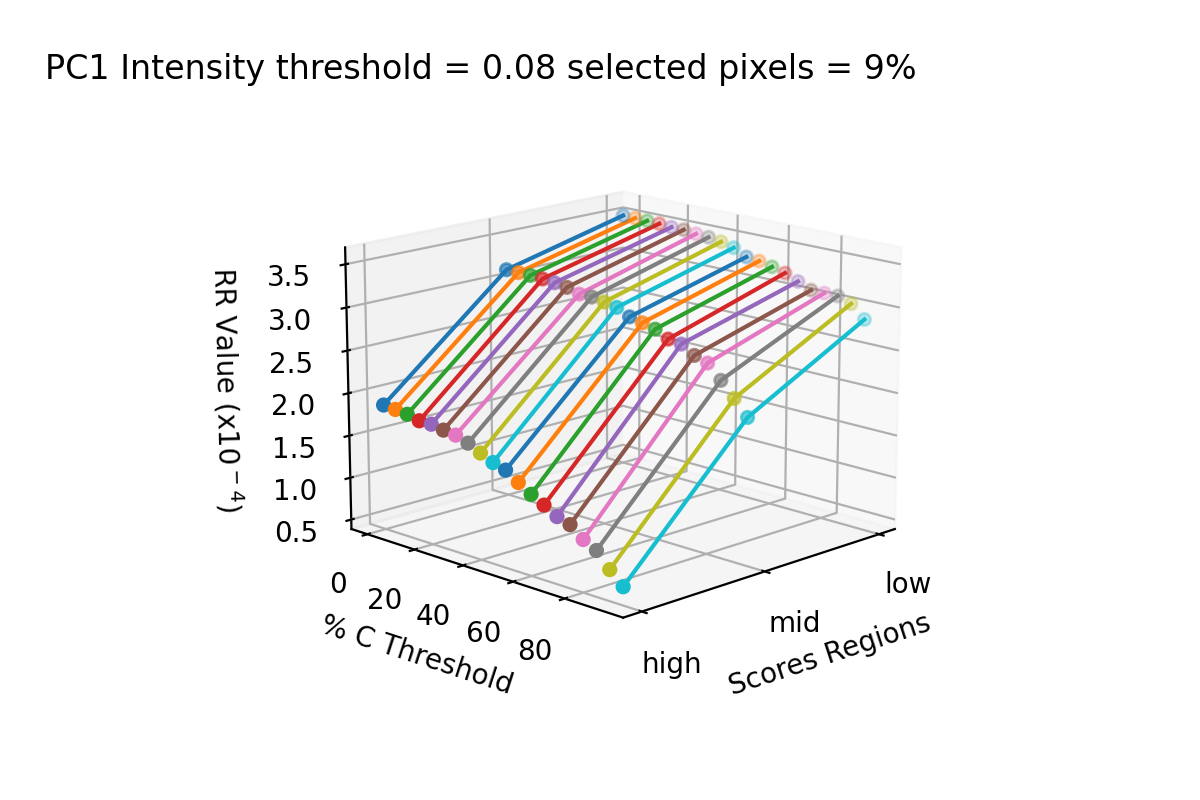 PC1 Intensity threshold = 0.08 selected pixels = 9%
RR Value (x10⁻⁴)
3.5
3.0
2.5
2.0
1.5
1.0
0.5
0
20
40
60
80
% C Threshold
high
mid
low
Scores Regions